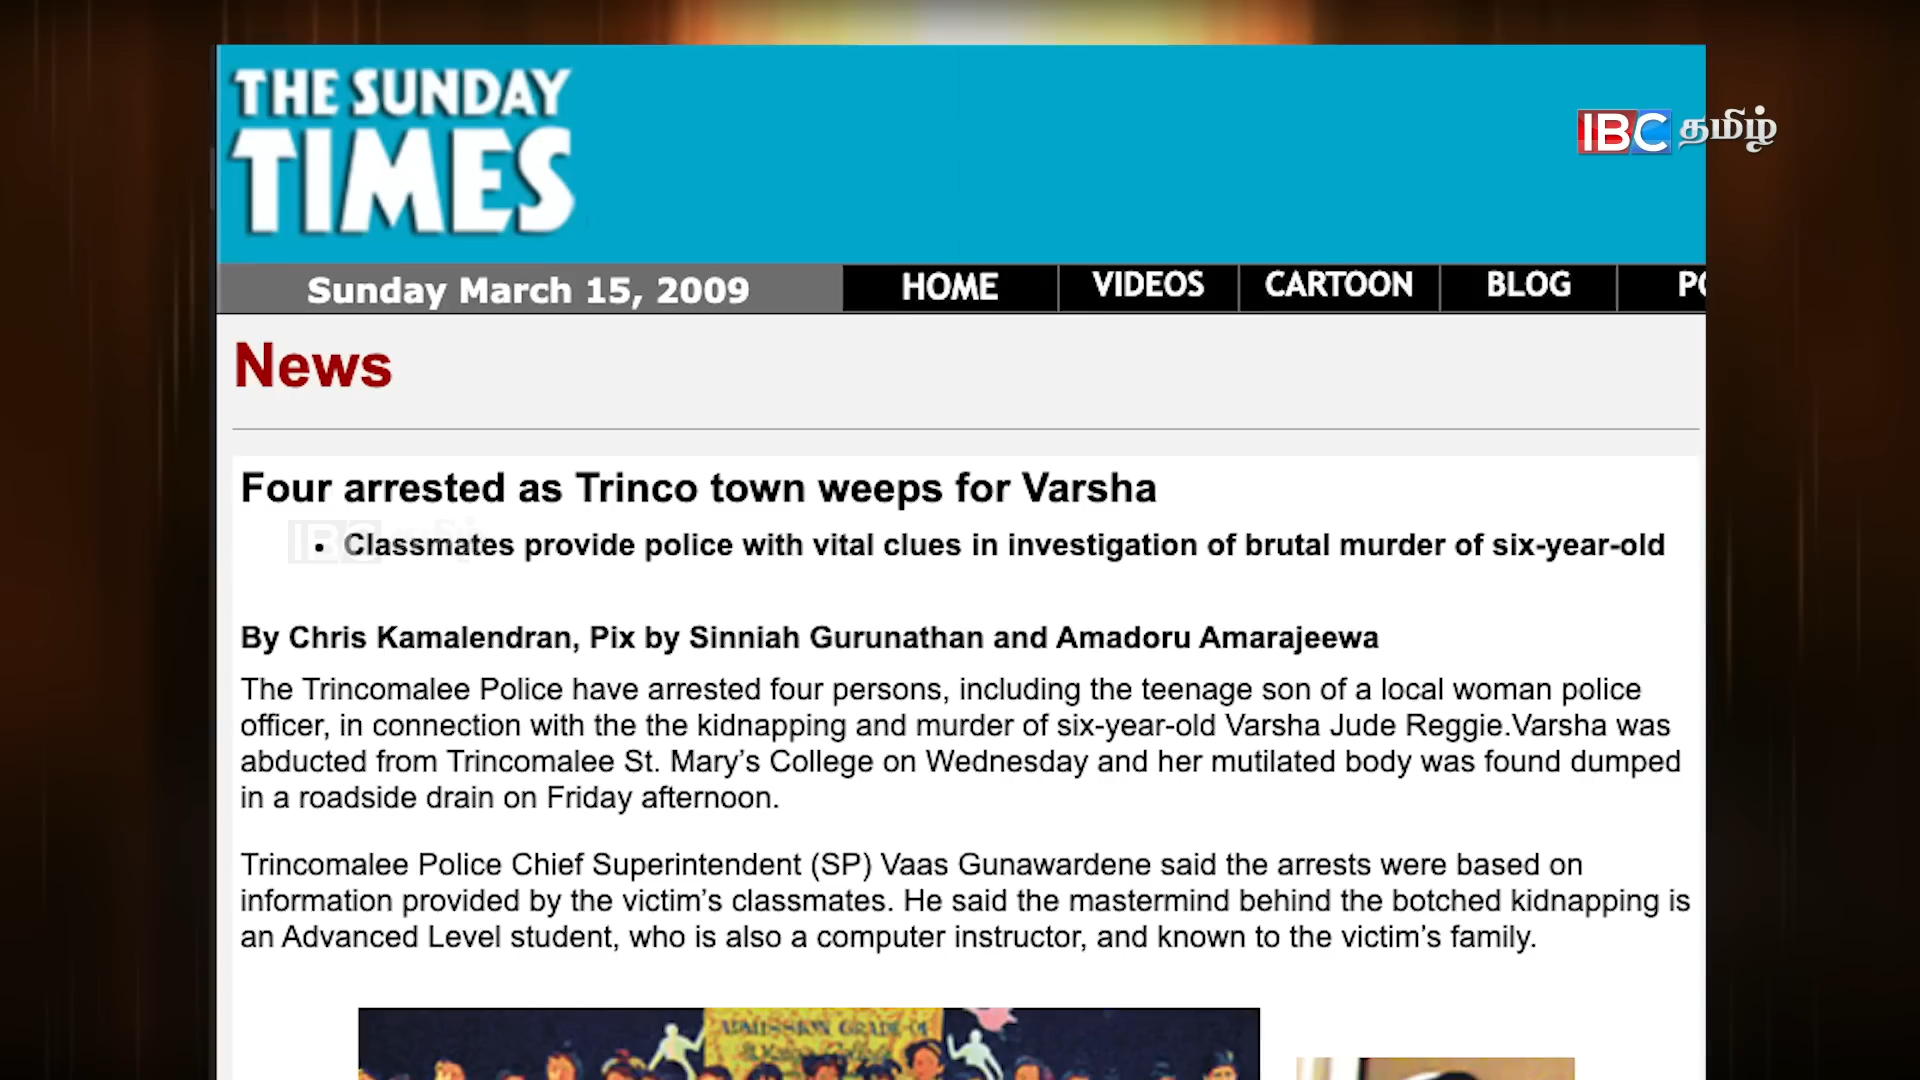 THE SUNDAY
TIMES
IBC தமிழ்
Sunday March 15, 2009 HOME VIDEOS CARTOON BLOG
News
Four arrested as Trinco town weeps for Varsha
IBC தமிழ்
• Classmates provide police with vital clues in investigation of brutal murder of six-year-old
By Chris Kamalendran, Pix by Sinniah Gurunathan and Amadoru Amarajeewa
The Trincomalee Police have arrested four persons, including the teenage son of a local woman police
officer, in connection with the the kidnapping and murder of six-year-old Varsha Jude Reggie.Varsha was
abducted from Trincomalee St. Mary’s College on Wednesday and her mutilated body was found dumped
in a roadside drain on Friday afternoon.
Trincomalee Police Chief Superintendent (SP) Vaas Gunawardene said the arrests were based on
information provided by the victim’s classmates. He said the mastermind behind the botched kidnapping is
an Advanced Level student, who is also a computer instructor, and known to the victim’s family.
ADMISSION GRADE-01